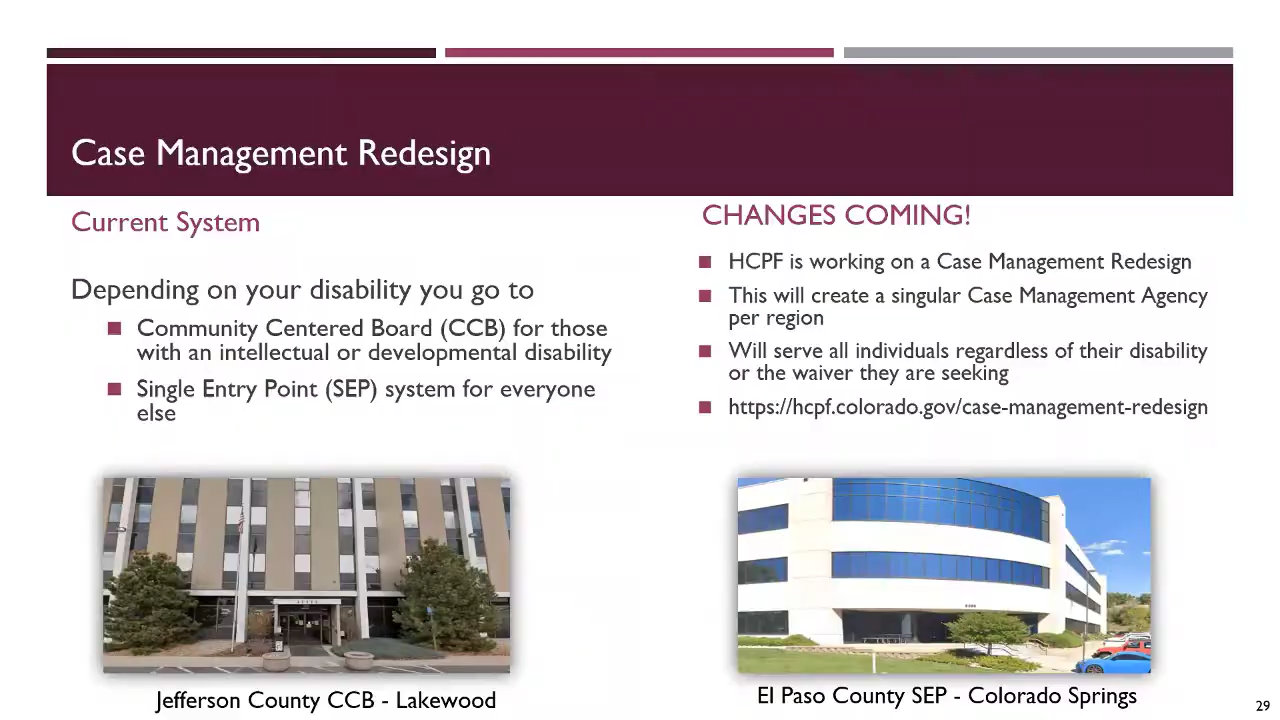 Case Management Redesign
Current System
Depending on your disability you go to
Community Centered Board (CCB) for those
with an intellectual or developmental disability
Single Entry Point (SEP) system for everyone
else
Jefferson County CCB - Lakewood
CHANGES COMING!
HCPF is working on a Case Management Redesign
This will create a singular Case Management Agency
per region
Will serve all individuals regardless of their disability
or the waiver they are seeking
https://hcpf.colorado.gov/case-management-redesign
El Paso County SEP - Colorado Springs
29